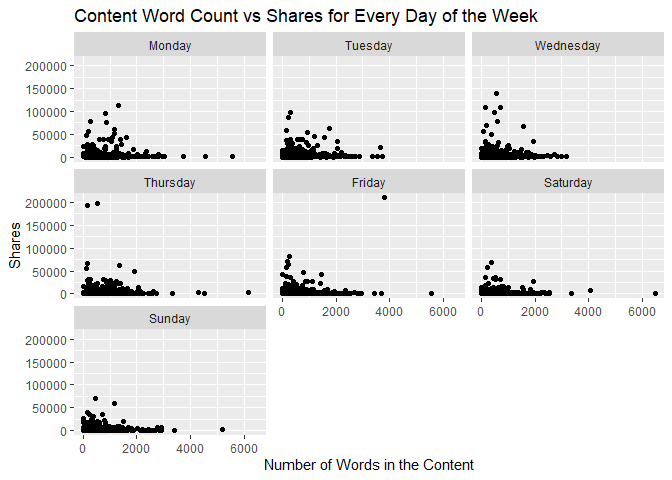 Content Word Count vs Shares for Every Day of the Week
Monday Tuesday Wednesday
200000
150000
100000
50000
0
Thursday Friday Saturday
200000
150000
100000
50000
0
0 2000 4000 6000 0 2000 4000 6000
Sunday
200000
150000
100000
50000
0
0 2000 4000 6000
Shares
Number of Words in the Content